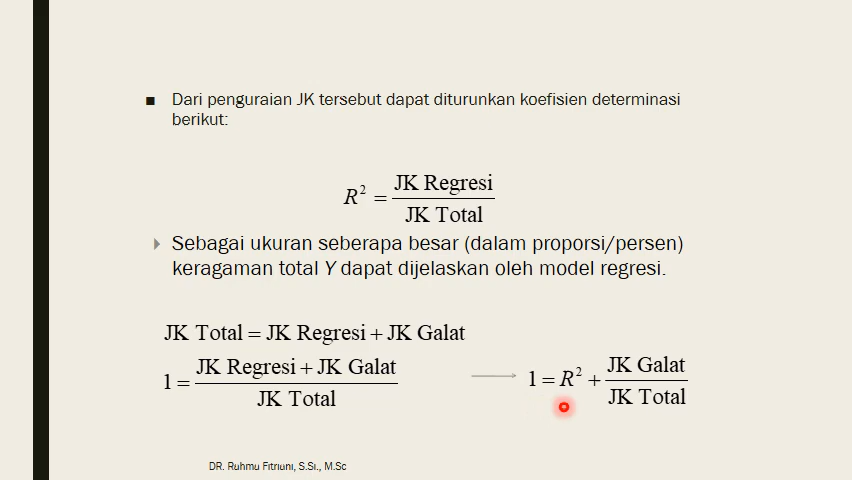 Dari penguraian JK tersebut dapat diturunkan koefisien determinasi
berikut:
R² = JK Regresi / JK Total
Sebagai ukuran seberapa besar (dalam proporsi/persen)
keragaman total Y dapat dijelaskan oleh model regresi.
JK Total = JK Regresi + JK Galat
1 = (JK Regresi + JK Galat) / JK Total → 1 = R² + JK Galat / JK Total
DR. Rahma Fitriani, S.Si., M.Sc